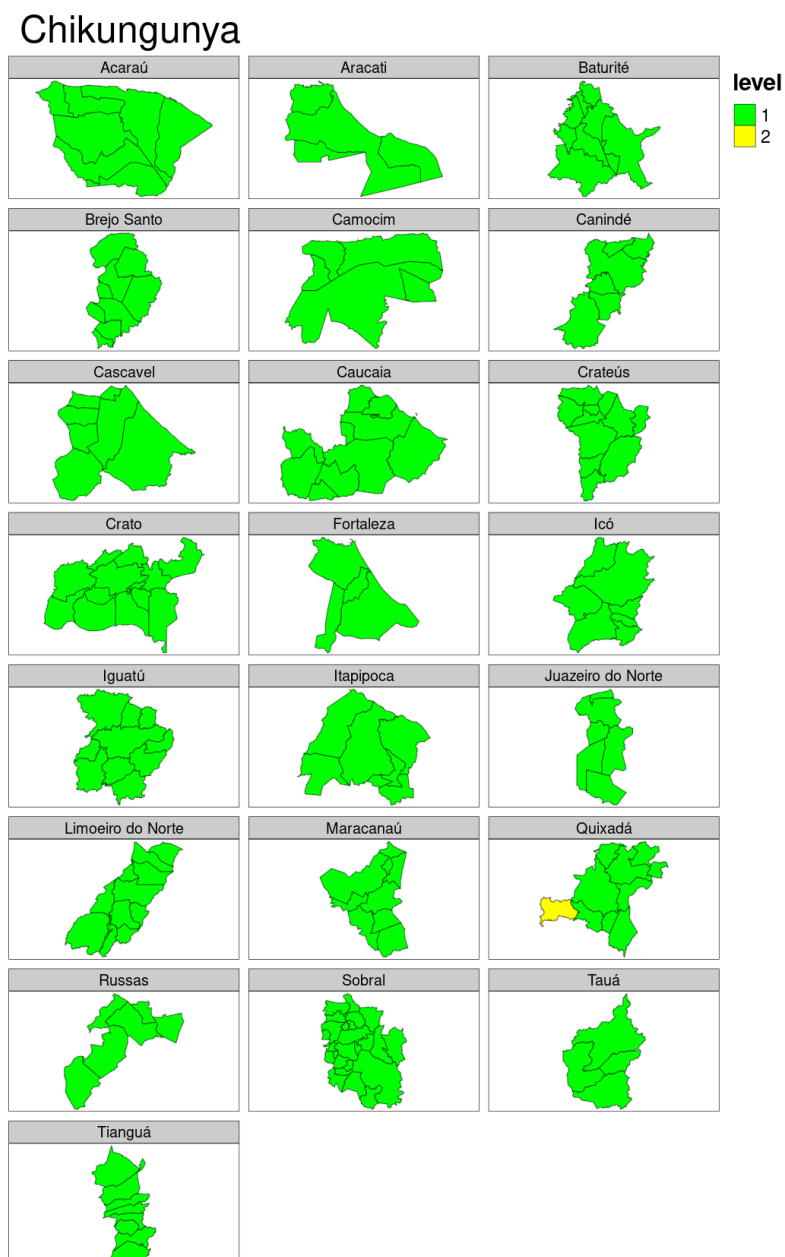 Chikungunya
Acaraú
Aracati
Baturité
level
1
2
Brejo Santo
Camocim
Canindé
Cascavel
Caucaia
Crateús
Crato
Fortaleza
Icó
Iguatú
Itapipoca
Juazeiro do Norte
Limoeiro do Norte
Maracanaú
Quixadá
Russas
Sobral
Tauá
Tianguá